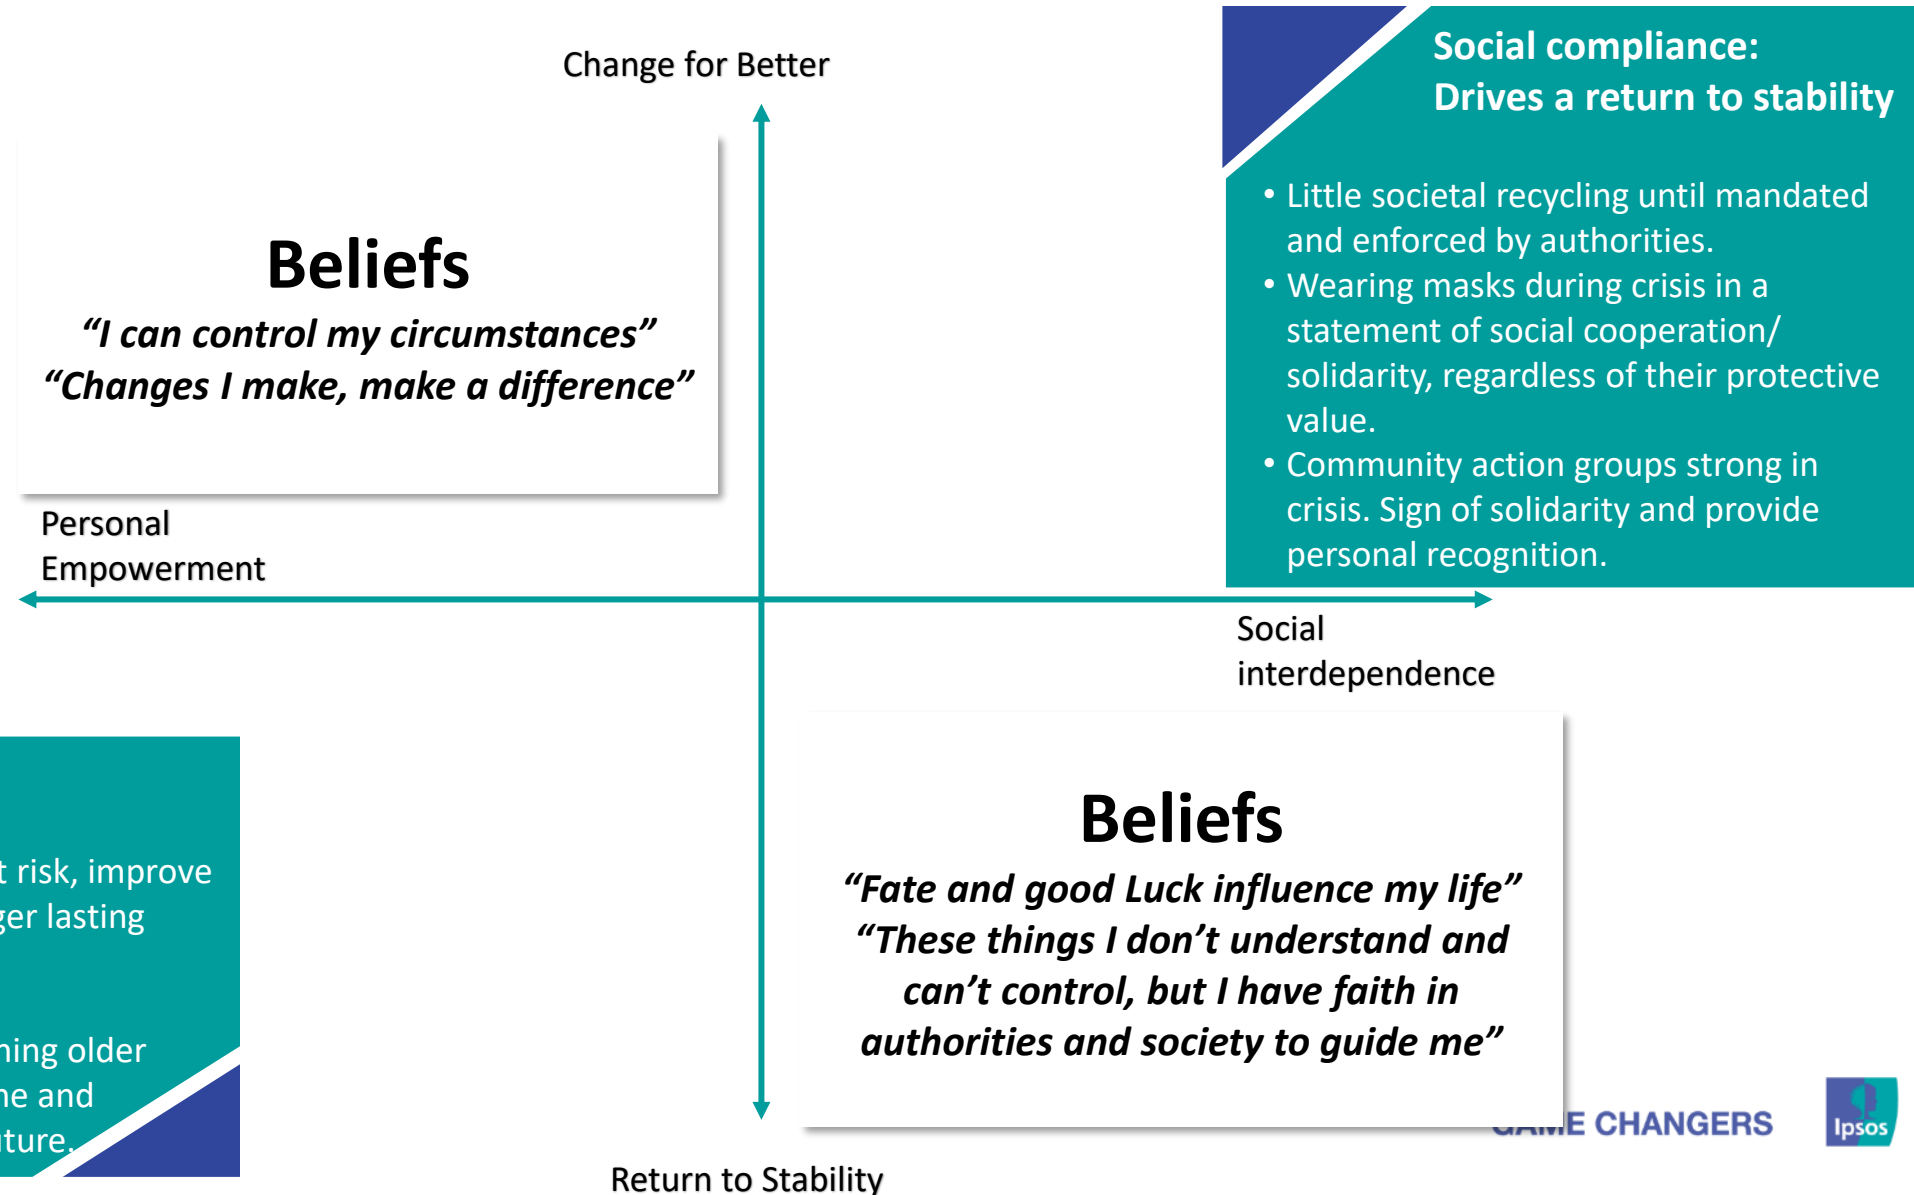 Change for Better
Social compliance:
Drives a return to stability
• Little societal recycling until mandated
and enforced by authorities.
• Wearing masks during crisis in a
statement of social cooperation/
solidarity, regardless of their protective
value.
• Community action groups strong in
crisis. Sign of solidarity and provide
personal recognition.
Beliefs
“I can control my circumstances”
“Changes I make, make a difference”
Personal
Empowerment
Social
interdependence
risk, improve
lasting
older
and
Beliefs
“Fate and good Luck influence my life”
“These things I don’t understand and
can’t control, but I have faith in
authorities and society to guide me”
GAME CHANGERS
Ipsos
Return to Stability